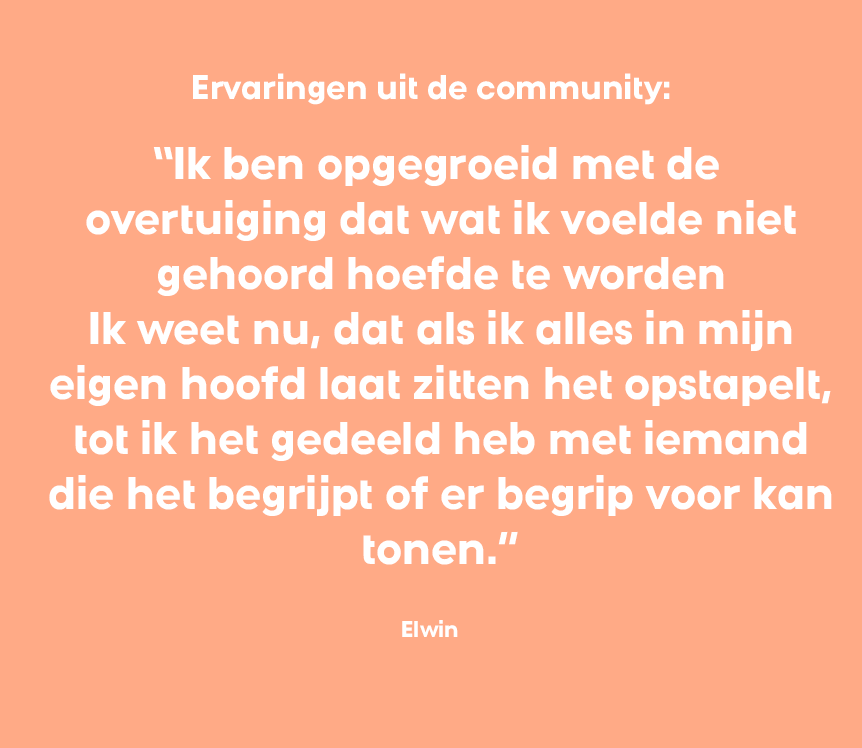 Ervaringen uit de community:
“Ik ben opgegroeid met de
overtuiging dat wat ik voelde niet
gehoord hoefde te worden
Ik weet nu, dat als ik alles in mijn
eigen hoofd laat zitten het opstapelt,
tot ik het gedeeld heb met iemand
die het begrijpt of er begrip voor kan
tonen.”
Elwin